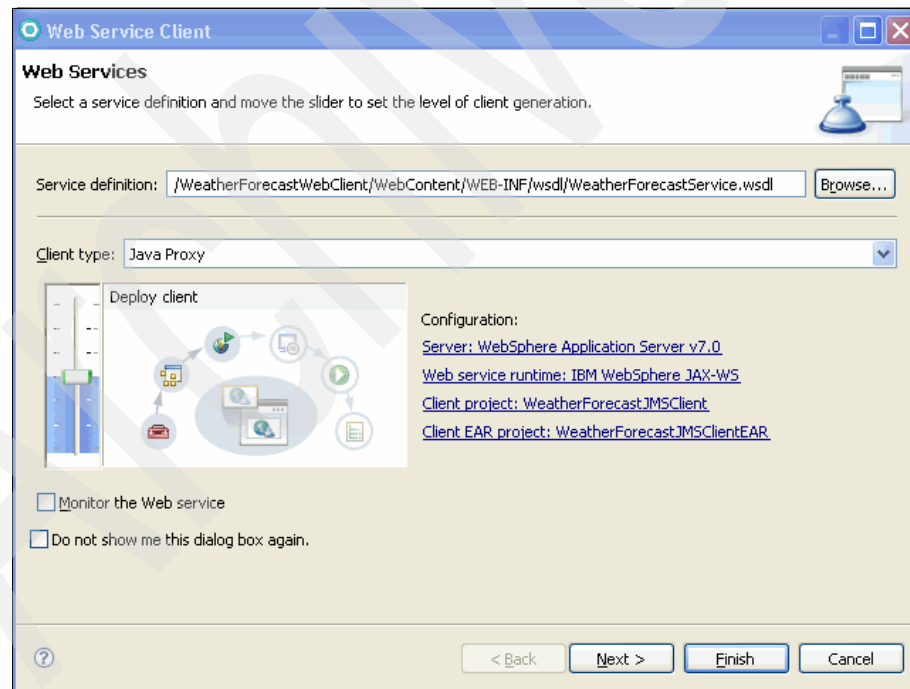 Web Service Client
Web Services
Select a service definition and move the slider to set the level of client generation.
Service definition: /WeatherForecastWebClient/WebContent/WEB-INF/wsdl/WeatherForecastService.wsdl Browse...
Client type: Java Proxy
Deploy client
Configuration:
Server: WebSphere Application Server v7.0
Web service runtime: IBM WebSphere JAX-WS
Client project: WeatherForecastJMSClient
Client EAR project: WeatherForecastJMSClientEAR
Monitor the Web service
Do not show me this dialog box again.
? < Back Next > Finish Cancel